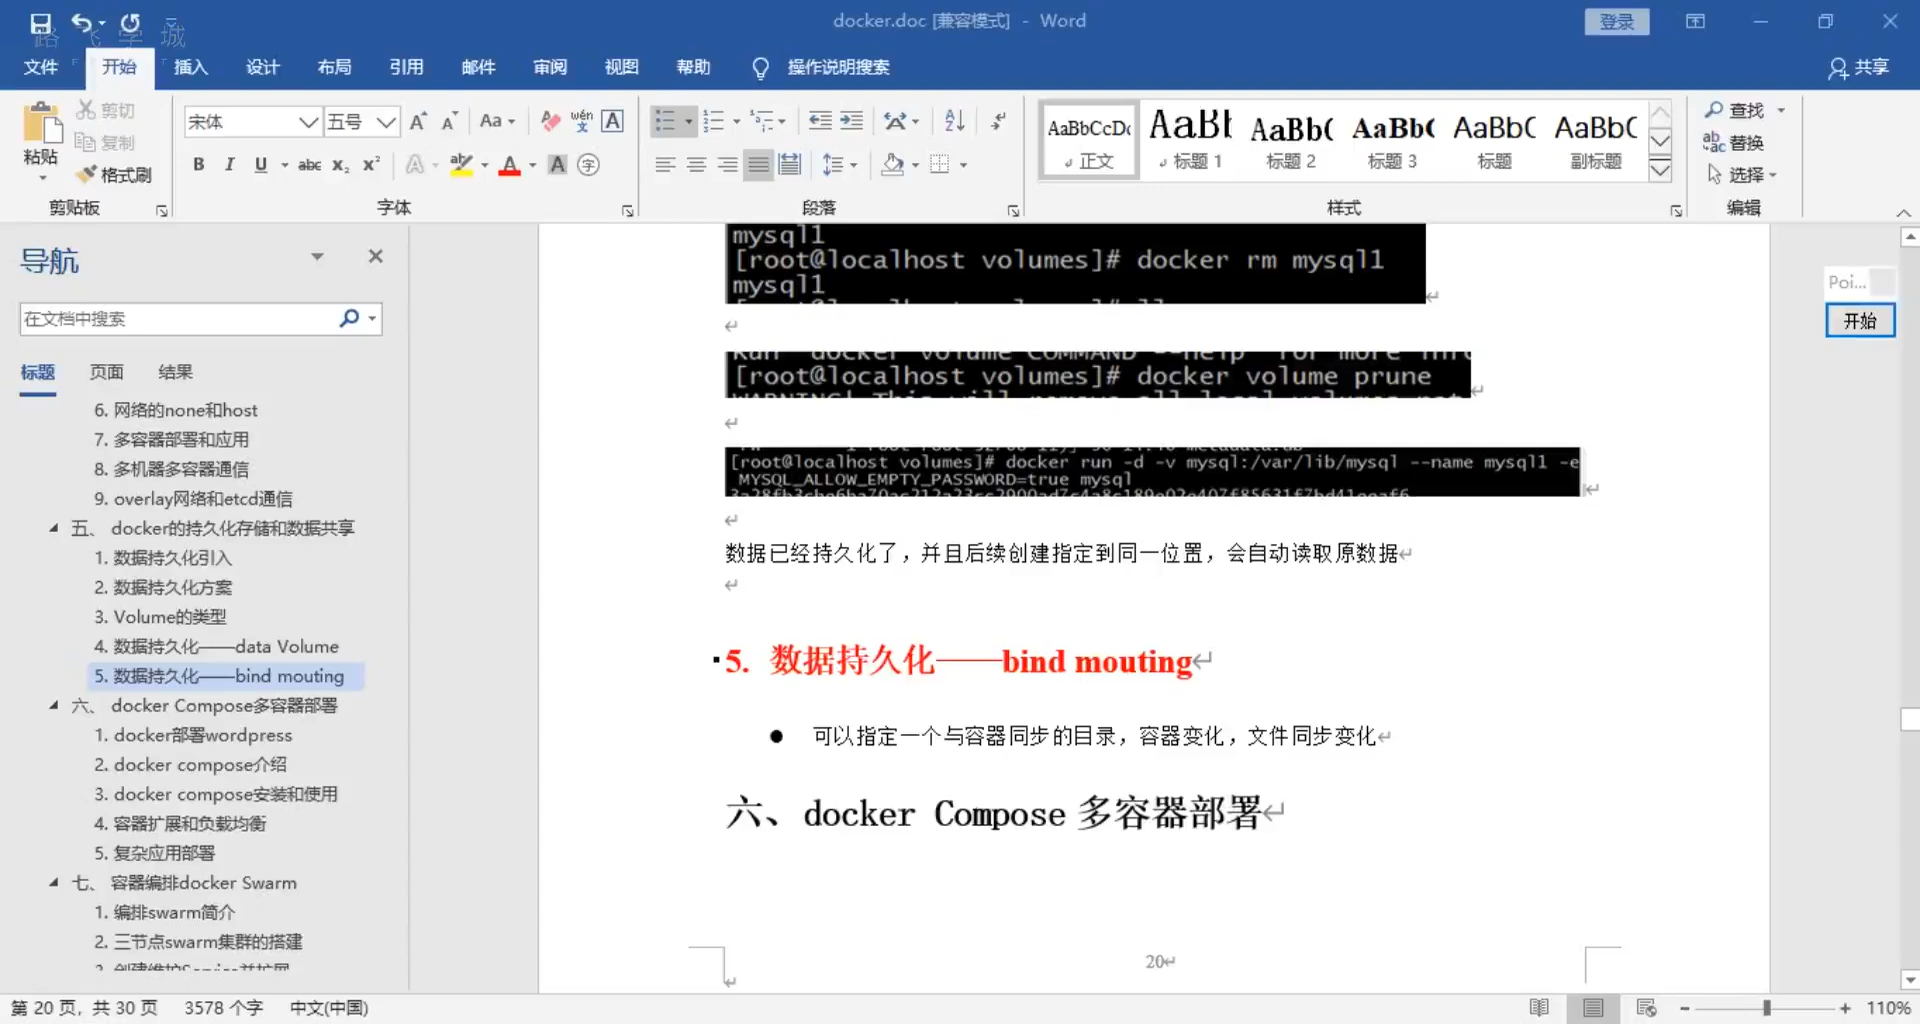 docker.doc [兼容模式] - Word
登录
路飞学城
文件 开始 插入 设计 布局 引用 邮件 审阅 视图 帮助 操作说明搜索 共享
粘贴 剪切 复制 格式刷
剪贴板
宋体 五号
字体
段落
AaBbCcDc AaBb AaBbC AaBbC AaBbC AaBbC
正文 标题 1 标题 2 标题 3 标题 副标题
样式
查找
替换
选择
编辑
导航
在文档中搜索
标题 页面 结果
6. 网络的none和host
7. 多容器部署和应用
8. 多机器多容器通信
9. overlay网络和etcd通信
五、 docker的持久化存储和数据共享
1. 数据持久化引入
2. 数据持久化方案
3. Volume的类型
4. 数据持久化——data Volume
5. 数据持久化——bind mouting
六、 docker Compose多容器部署
1. docker部署wordpress
2. docker compose介绍
3. docker compose安装和使用
4. 容器扩展和负载均衡
5. 复杂应用部署
七、 容器编排docker Swarm
1. 编排swarm简介
2. 三节点swarm集群的搭建
mysql1
[root@localhost volumes]# docker rm mysql1
mysql1
Run 'docker volume COMMAND --help' for more
[root@localhost volumes]# docker volume prune
WARNING! This will remove all local volumes not
[root@localhost volumes]# docker run -d -v mysql:/var/lib/mysql --name mysql1 -e
MYSQL_ALLOW_EMPTY_PASSWORD=true mysql
数据已经持久化了，并且后续创建指定到同一位置，会自动读取原数据
5. 数据持久化——bind mouting
● 可以指定一个与容器同步的目录，容器变化，文件同步变化
六、docker Compose 多容器部署
20
Poi...
开始
第 20 页，共 30 页 3578 个字 中文(中国)
110%